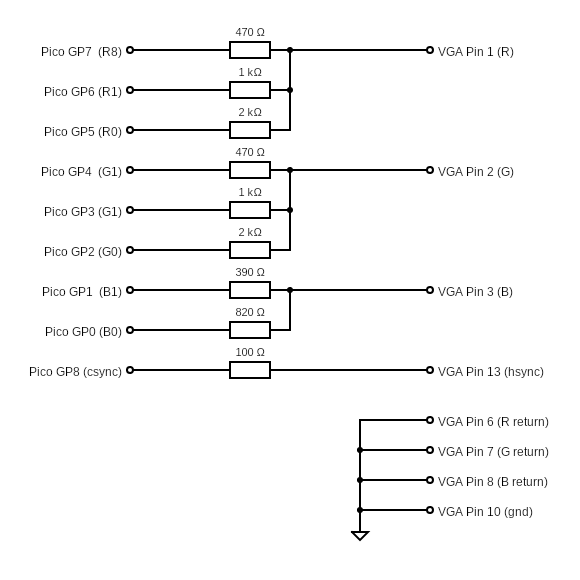 470 Ω
Pico GP7 (R8) VGA Pin 1 (R)
1 kΩ
Pico GP6 (R1)
2 kΩ
Pico GP5 (R0)
470 Ω
Pico GP4 (G1) VGA Pin 2 (G)
1 kΩ
Pico GP3 (G1)
2 kΩ
Pico GP2 (G0)
390 Ω
Pico GP1 (B1) VGA Pin 3 (B)
820 Ω
Pico GP0 (B0)
100 Ω
Pico GP8 (csync) VGA Pin 13 (hsync)
VGA Pin 6 (R return)
VGA Pin 7 (G return)
VGA Pin 8 (B return)
VGA Pin 10 (gnd)